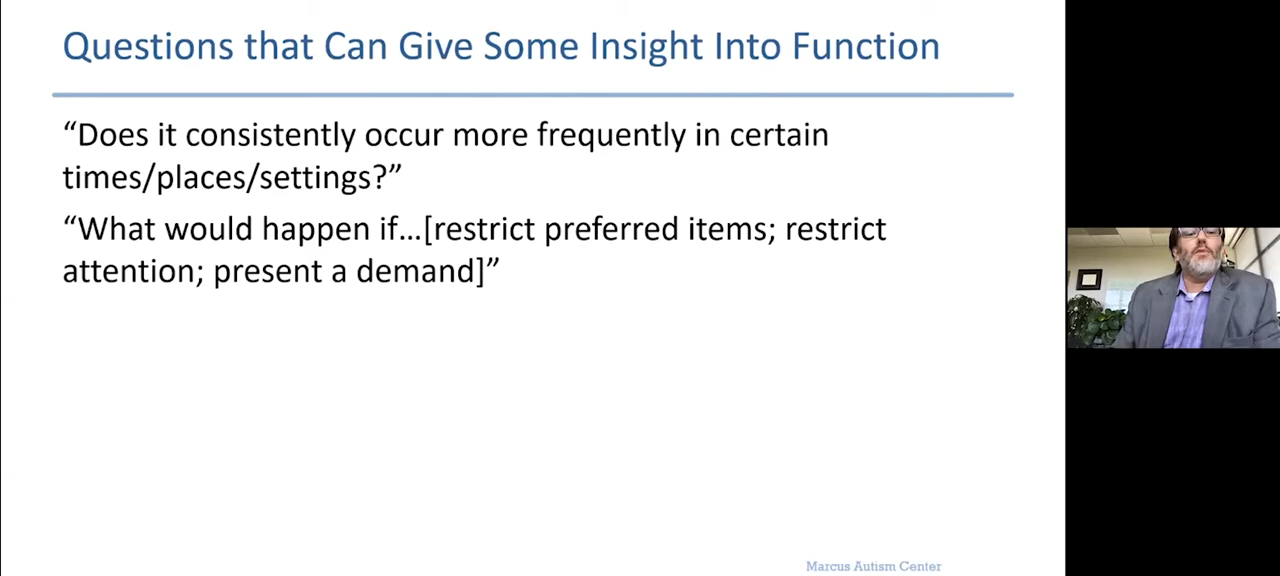 Questions that Can Give Some Insight Into Function
“Does it consistently occur more frequently in certain
times/places/settings?”
“What would happen if...[restrict preferred items; restrict
attention; present a demand]”
Marcus Autism Center